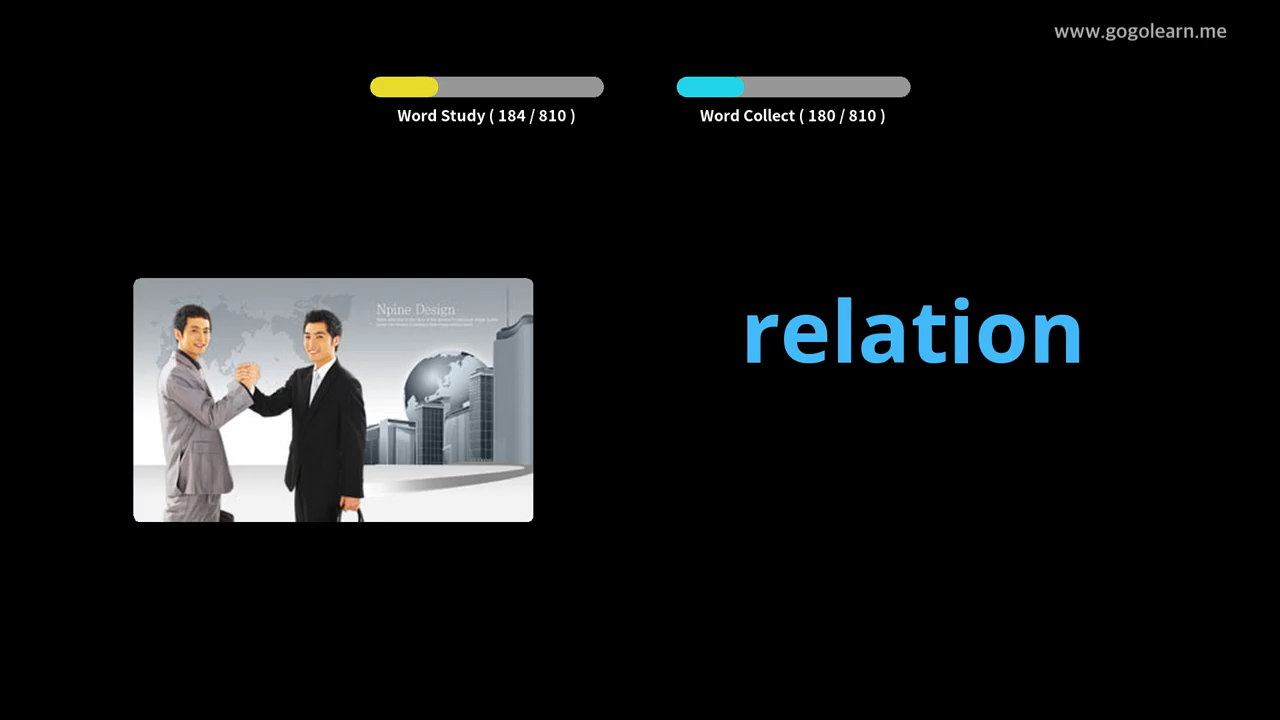 www.gogolearn.me
Word Study ( 184 / 810 )
Word Collect ( 180 / 810 )
Npine Design
relation